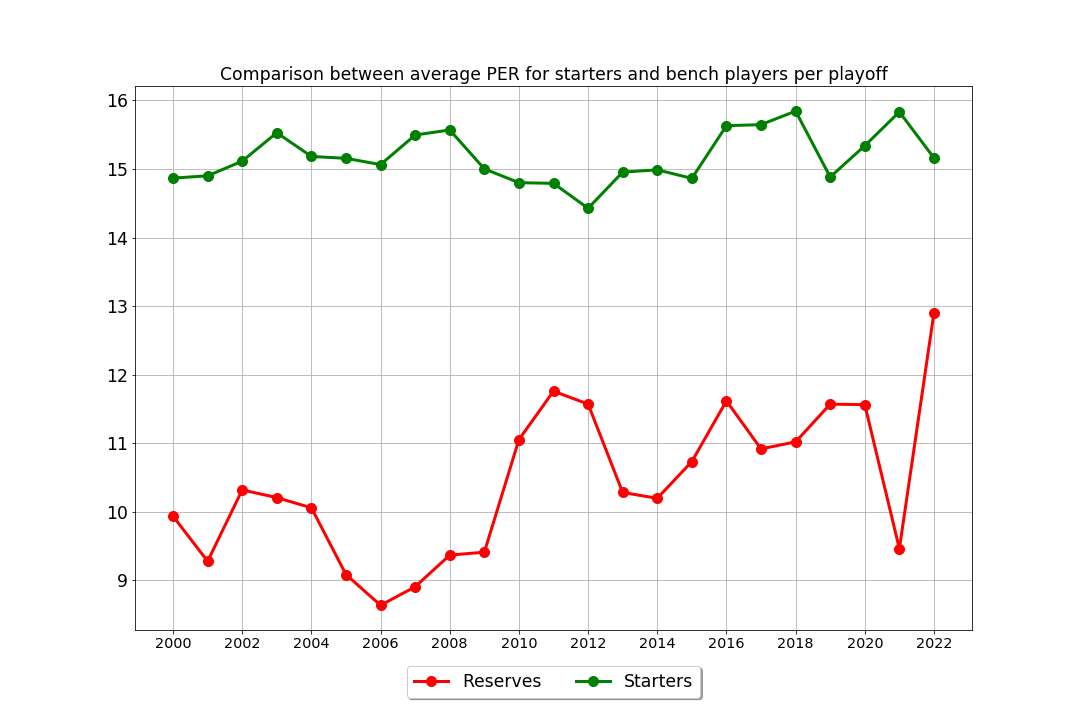 Comparison between average PER for starters and bench players per playoff
16
15
14
13
12
11
10
9
2000 2002 2004 2006 2008 2010 2012 2014 2016 2018 2020 2022
Reserves Starters